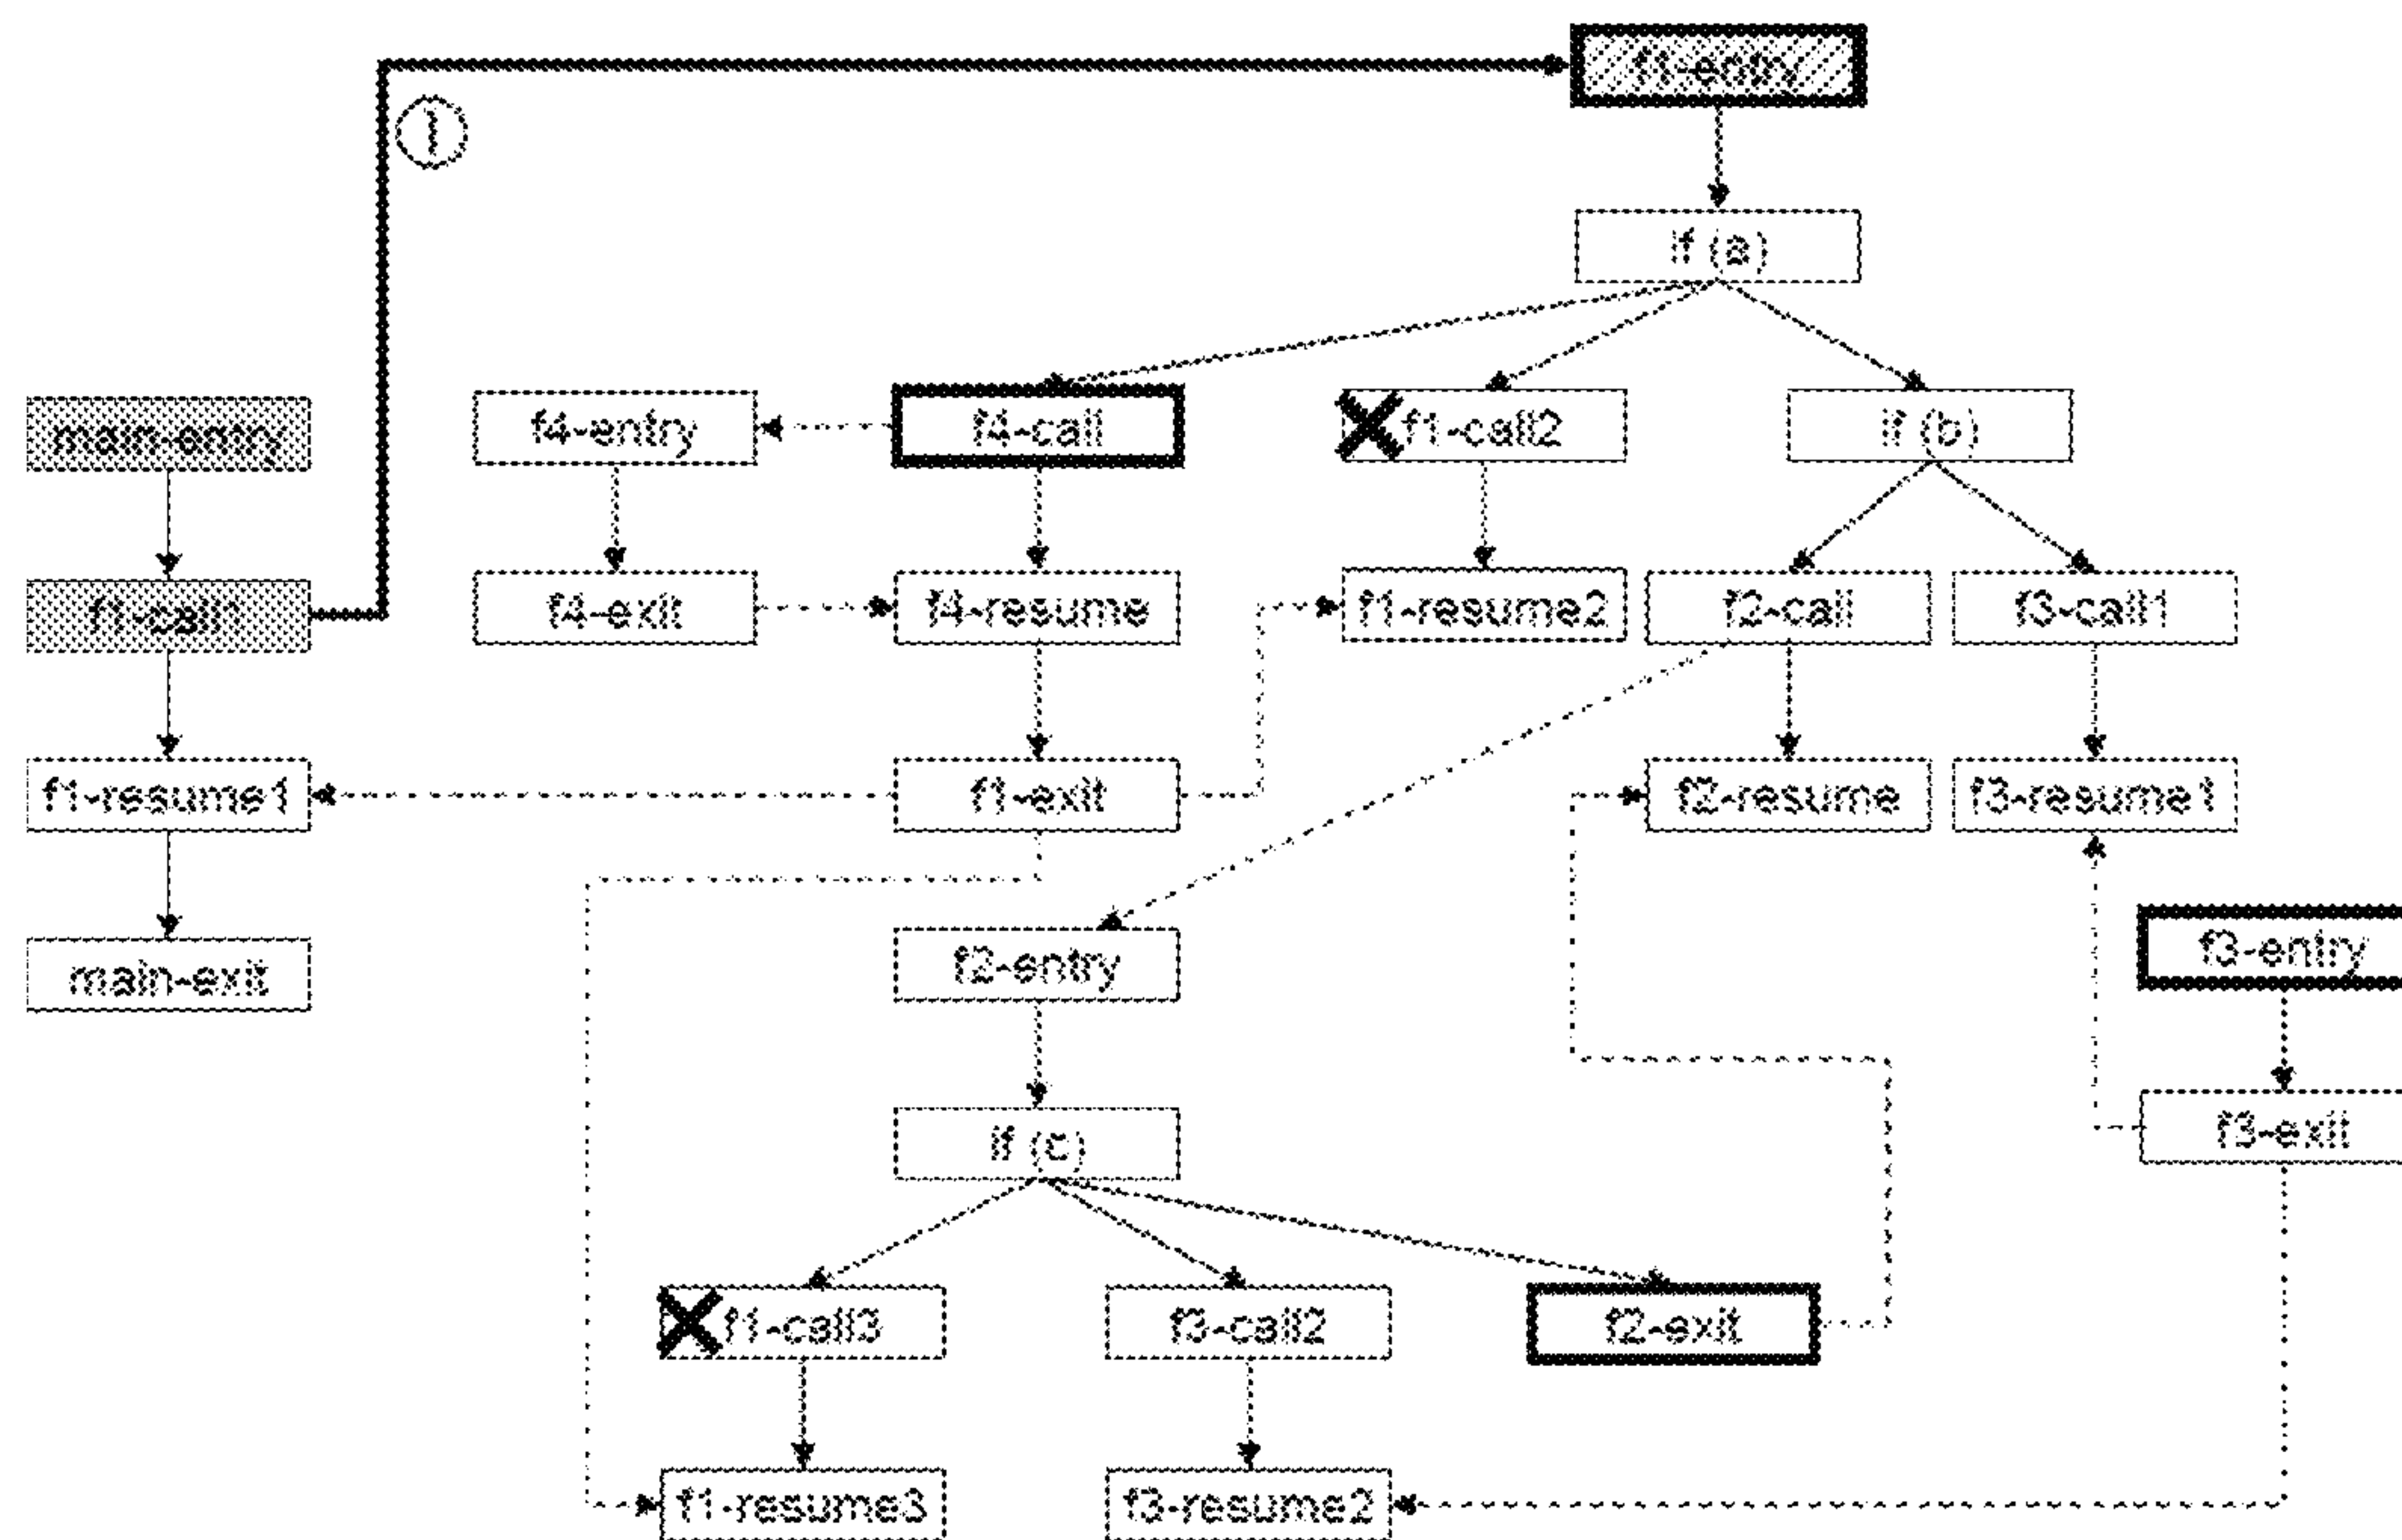 f1-entry
1
if (a)
main-entry
f4-entry
f4-call
f1-call2
if (b)
f1-call1
f4-exit
f4-resume
f1-resume2
f2-call
f3-call1
f1-resume1
f1-exit
f2-resume
f3-resume1
main-exit
f2-entry
f3-entry
if (c)
f3-exit
f1-call3
f3-call2
f2-exit
f1-resume3
f3-resume2